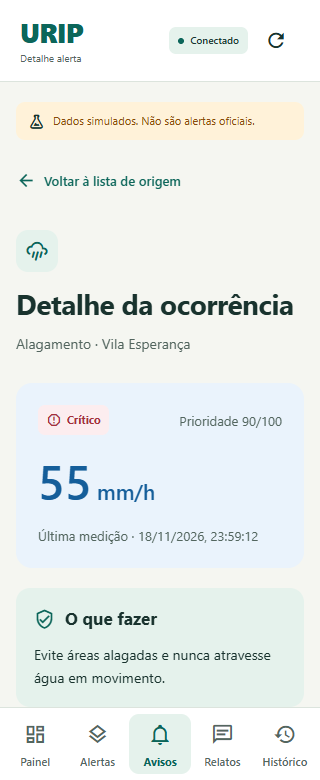 URIP
Detalhe alerta
Conectado
Dados simulados. Não são alertas oficiais.
Voltar à lista de origem
Detalhe da ocorrência
Alagamento · Vila Esperança
Crítico
Prioridade 90/100
55 mm/h
Última medição · 18/11/2026, 23:59:12
O que fazer
Evite áreas alagadas e nunca atravesse
água em movimento.
Painel
Alertas
Avisos
Relatos
Histórico